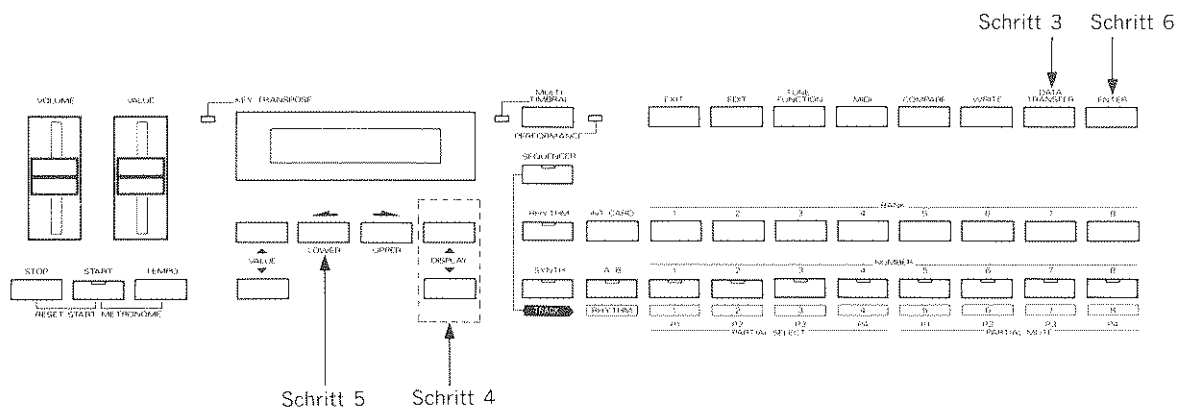 Schritt 3 Schritt 6
VOLUME VALUE KEY TRANSPOSE MULTI TIMBRAL EXIT EDIT TUNE FUNCTION MIDI COMPARE WRITE DATA TRANSFER ENTER
PERFORMANCE
SEQUENCER
RHYTHM INT CARD BANK
1 2 3 4 5 6 7 8
LOWER UPPER
VALUE DISPLAY
STOP START TEMPO
SYNTH A B NUMBER
1 2 3 4 5 6 7 8
RESET START METRONOME
TRACK RHYTHM 1 2 3 4 5 6 7 8
P1 P2 P3 P4 P1 P2 P3 P4
PARTIAL SELECT PARTIAL MUTE
Schritt 5 Schritt 4